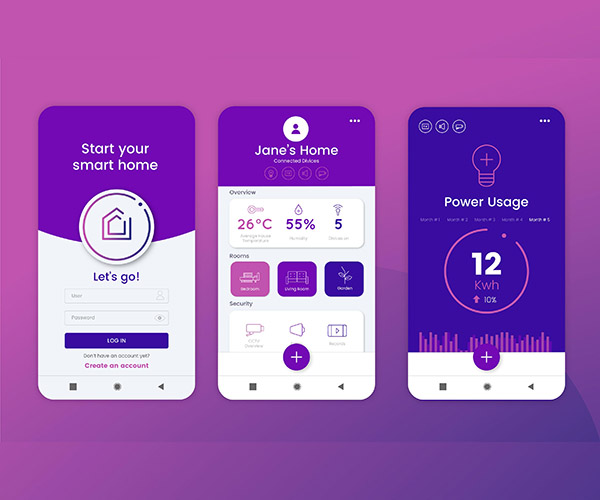 Start your
smart home
Let's go!
User
Password
LOG IN
Don't have an account yet?
Create an account
Jane's Home
Connected Divices
Overview
26°C
Average House
Temperature
55%
Humidity
5
Devices on
Rooms
Bedroom
Living Room
Garden
Security
CCTV
Overview
Records
Power Usage
Month # 1 Month # 2 Month # 3 Month # 4 Month # 5
12
Kwh
10%